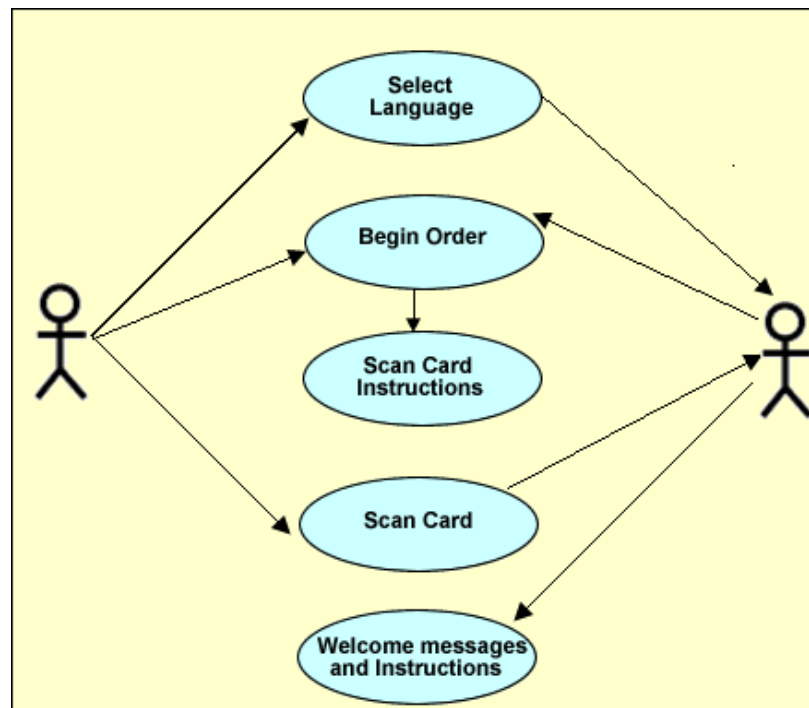 Select
Language
Begin Order
Scan Card
Instructions
Scan Card
Welcome messages
and Instructions